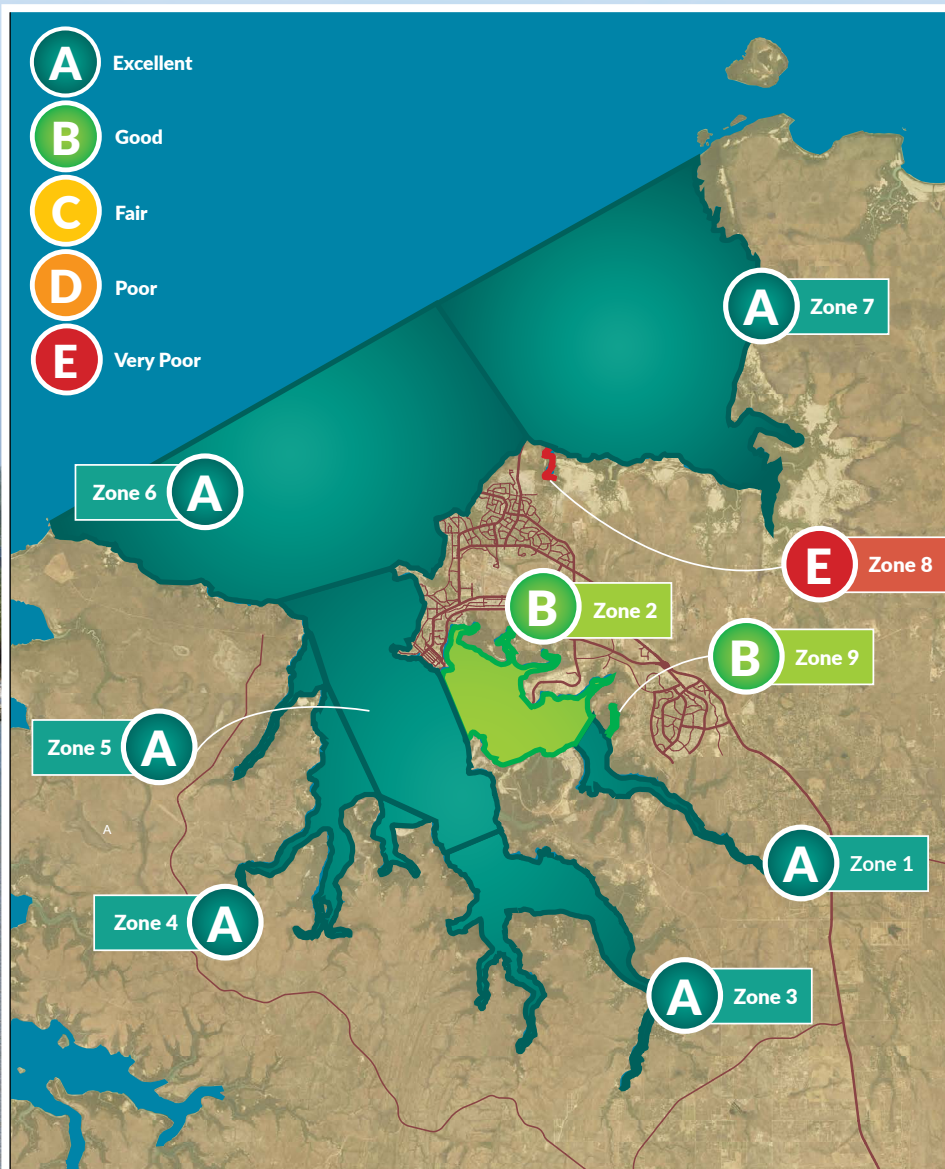 A Excellent
B Good
C Fair
D Poor
E Very Poor
A Zone 7
Zone 6 A
E Zone 8
B Zone 2
B Zone 9
Zone 5 A
A
A Zone 1
Zone 4 A
A Zone 3